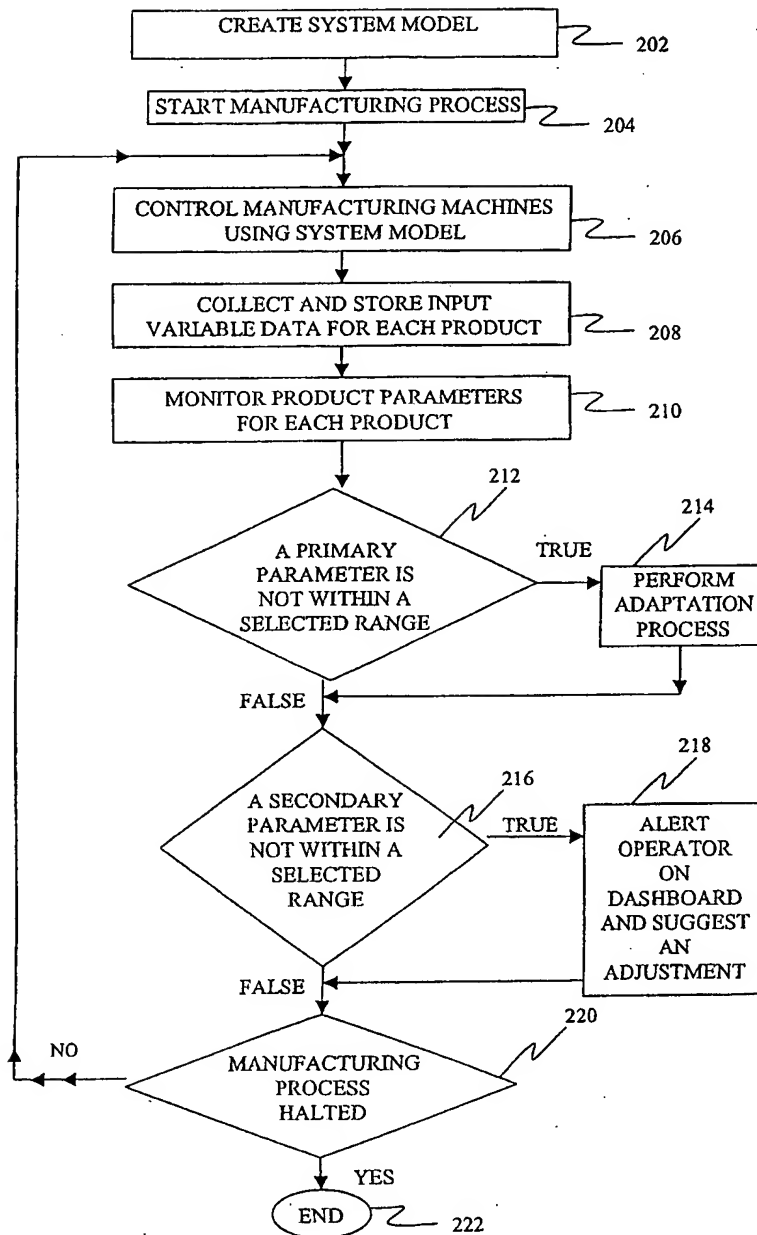 CREATE SYSTEM MODEL
202
START MANUFACTURING PROCESS
204
CONTROL MANUFACTURING MACHINES
USING SYSTEM MODEL
206
COLLECT AND STORE INPUT
VARIABLE DATA FOR EACH PRODUCT
208
MONITOR PRODUCT PARAMETERS
FOR EACH PRODUCT
210
212
A PRIMARY
PARAMETER IS
NOT WITHIN A
SELECTED RANGE
TRUE
214
PERFORM
ADAPTATION
PROCESS
FALSE
216
A SECONDARY
PARAMETER IS
NOT WITHIN A
SELECTED
RANGE
TRUE
218
ALERT
OPERATOR
ON
DASHBOARD
AND SUGGEST
AN
ADJUSTMENT
FALSE
220
NO
MANUFACTURING
PROCESS
HALTED
YES
END
222